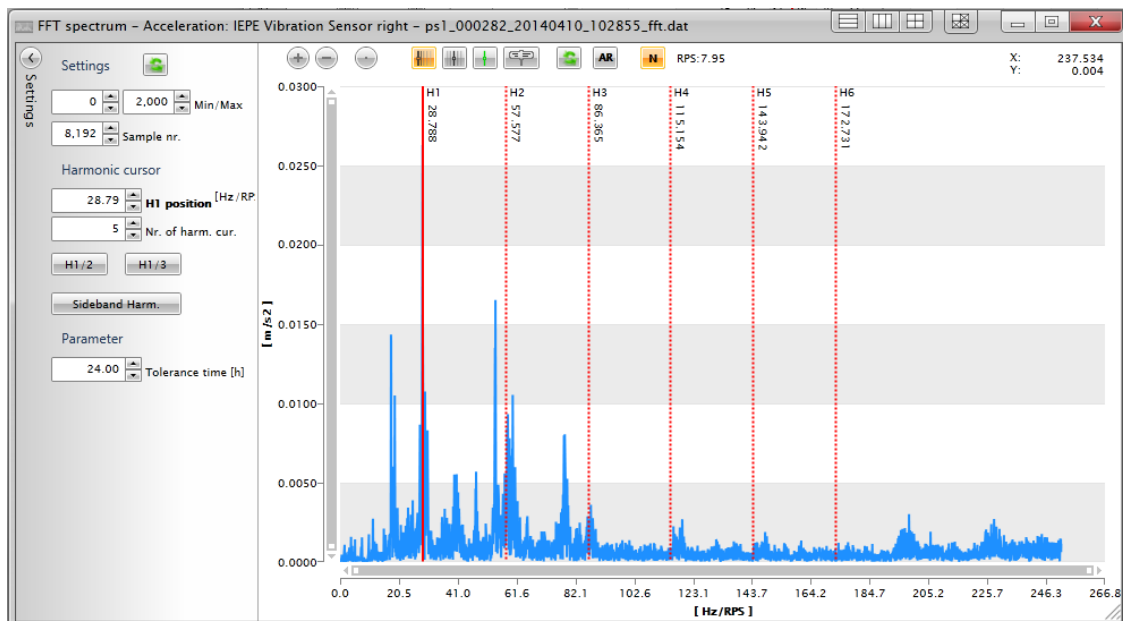 FFT spectrum - Acceleration: IEPE Vibration Sensor right - ps1_000282_20140410_102855_fft.dat
Settings
Settings
0 2,000 Min/Max
8,192 Sample nr.
Harmonic cursor
28.79 H1 position [Hz/RP
5 Nr. of harm. cur.
H1/2 H1/3
Sideband Harm.
Parameter
24.00 Tolerance time [h]
AR N RPS:7.95
X: 237.534
Y: 0.004
H1 28.788
H2 57.577
H3 86.365
H4 115.154
H5 143.942
H6 172.731
0.0300
0.0250
0.0200
0.0150
0.0100
0.0050
0.0000
[m/s2 ]
0.0 20.5 41.0 61.6 82.1 102.6 123.1 143.7 164.2 184.7 205.2 225.7 246.3 266.8
[ Hz/RPS ]